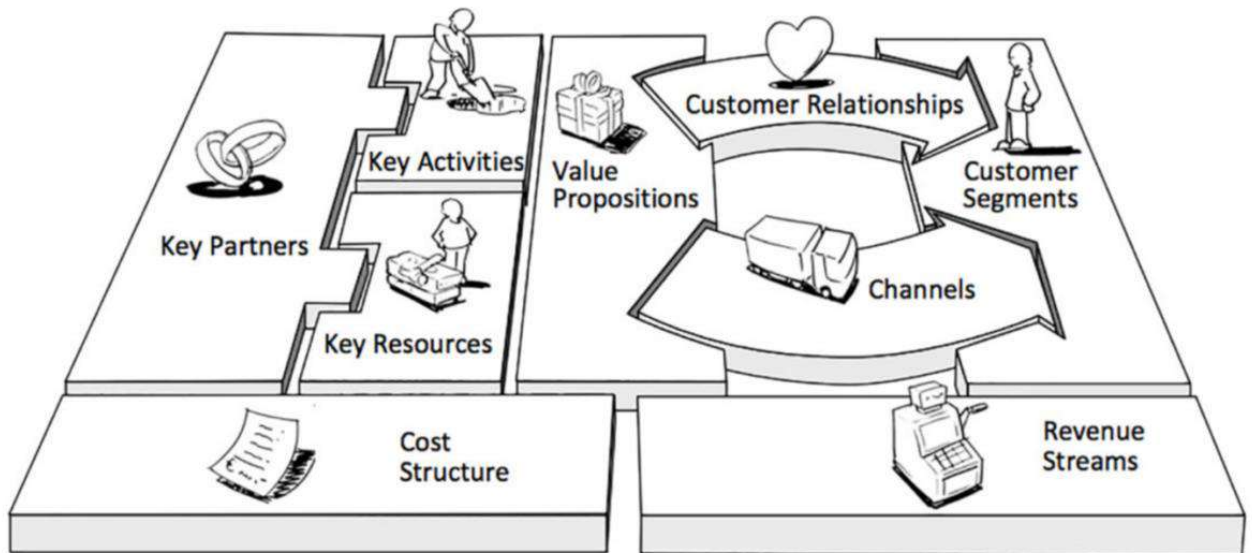 Customer Relationships
Key Activities
Value
Propositions
Customer
Segments
Key Partners
Channels
Key Resources
Cost
Structure
Revenue
Streams